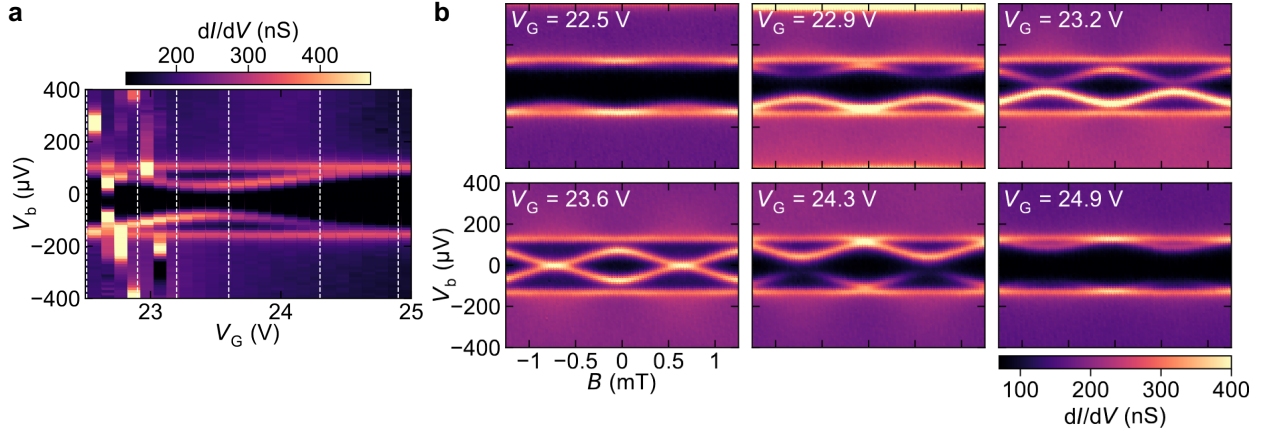 a
dI/dV (nS)
200 300 400
400
200
0
−200
−400
V_b (µV)
23 24 25
V_G (V)
b
V_G = 22.5 V
V_G = 22.9 V
V_G = 23.2 V
V_G = 23.6 V
V_G = 24.3 V
V_G = 24.9 V
400
200
0
−200
−400
V_b (µV)
−1 −0.5 0 0.5 1
B (mT)
100 200 300 400
dI/dV (nS)